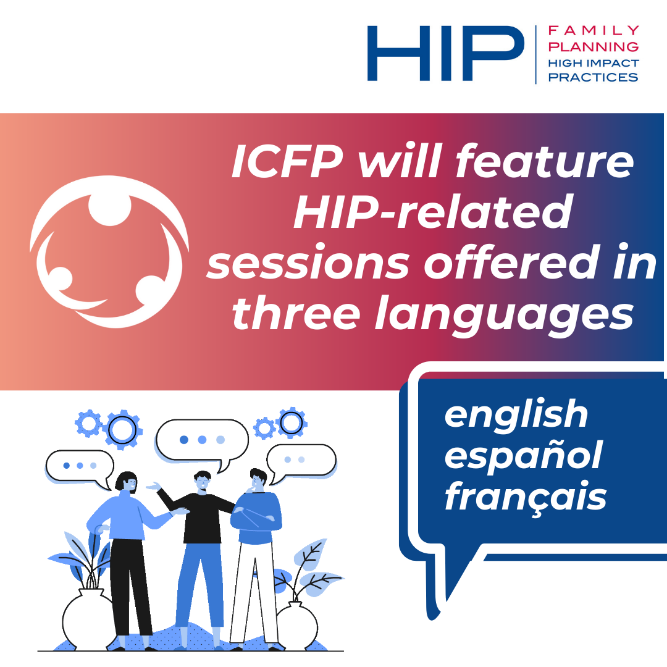 HIP
FAMILY
PLANNING
HIGH IMPACT
PRACTICES
ICFP will feature
HIP-related
sessions offered in
three languages
english
español
français